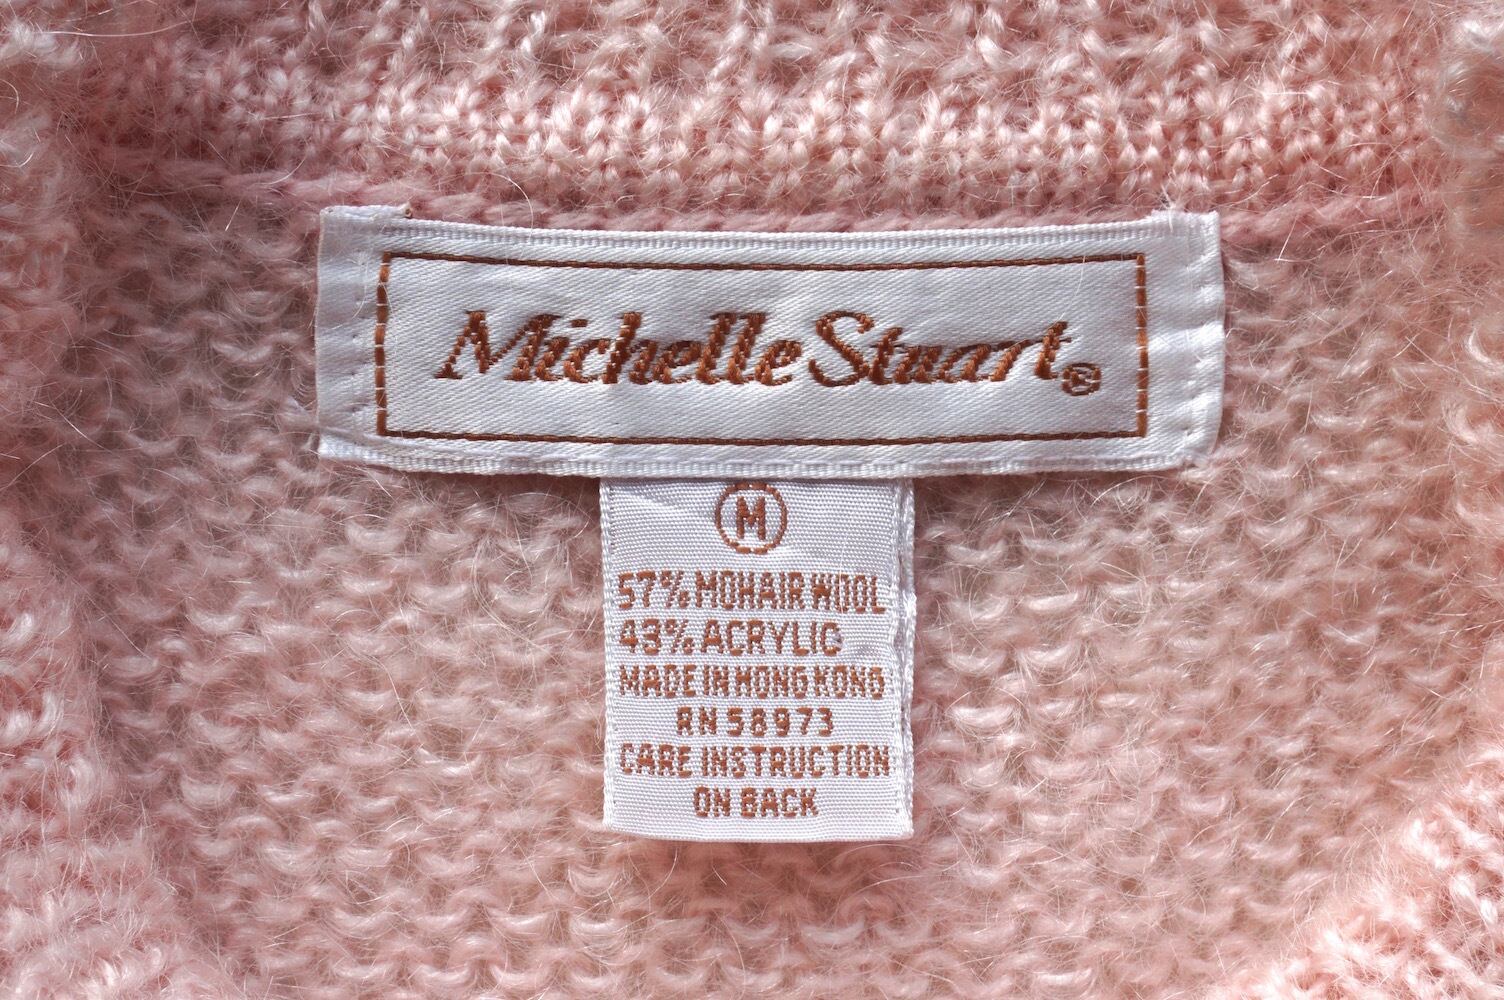 Michelle Stuart®
M
57% MOHAIR WOOL
43% ACRYLIC
MADE IN HONG KONG
RN 58973
CARE INSTRUCTION
ON BACK